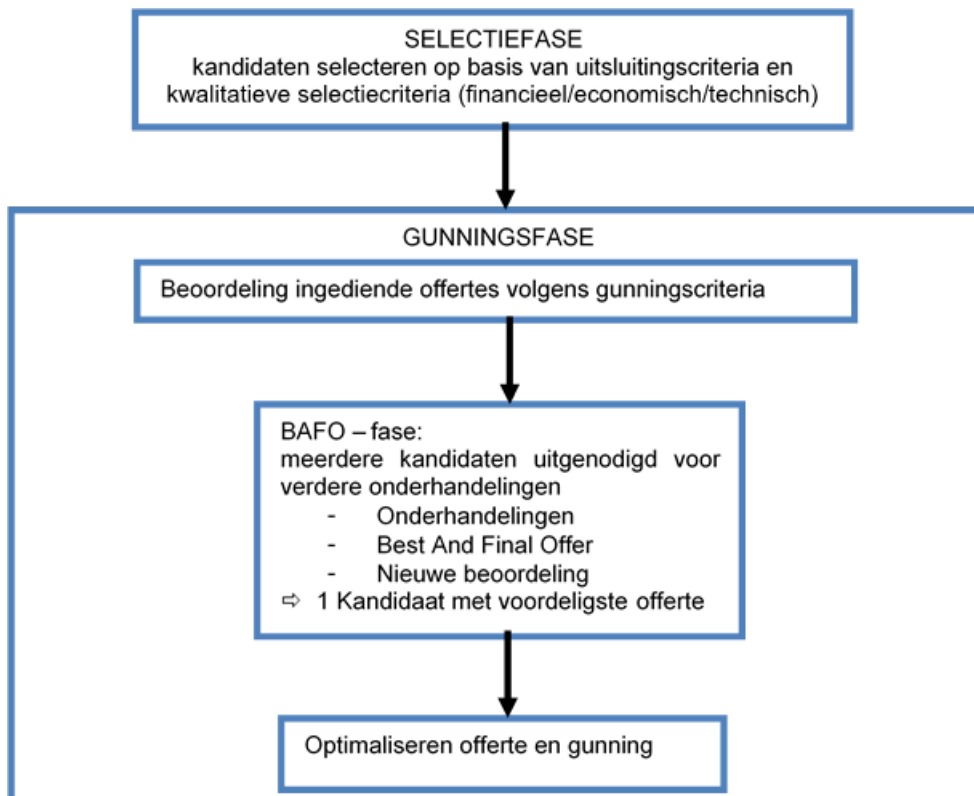 SELECTIEFASE
kandidaten selecteren op basis van uitsluitingscriteria en
kwalitatieve selectiecriteria (financieel/economisch/technisch)
GUNNINGSFASE
Beoordeling ingediende offertes volgens gunningscriteria
BAFO – fase:
meerdere kandidaten uitgenodigd voor
verdere onderhandelingen
- Onderhandelingen
- Best And Final Offer
- Nieuwe beoordeling
⇨ 1 Kandidaat met voordeligste offerte
Optimaliseren offerte en gunning